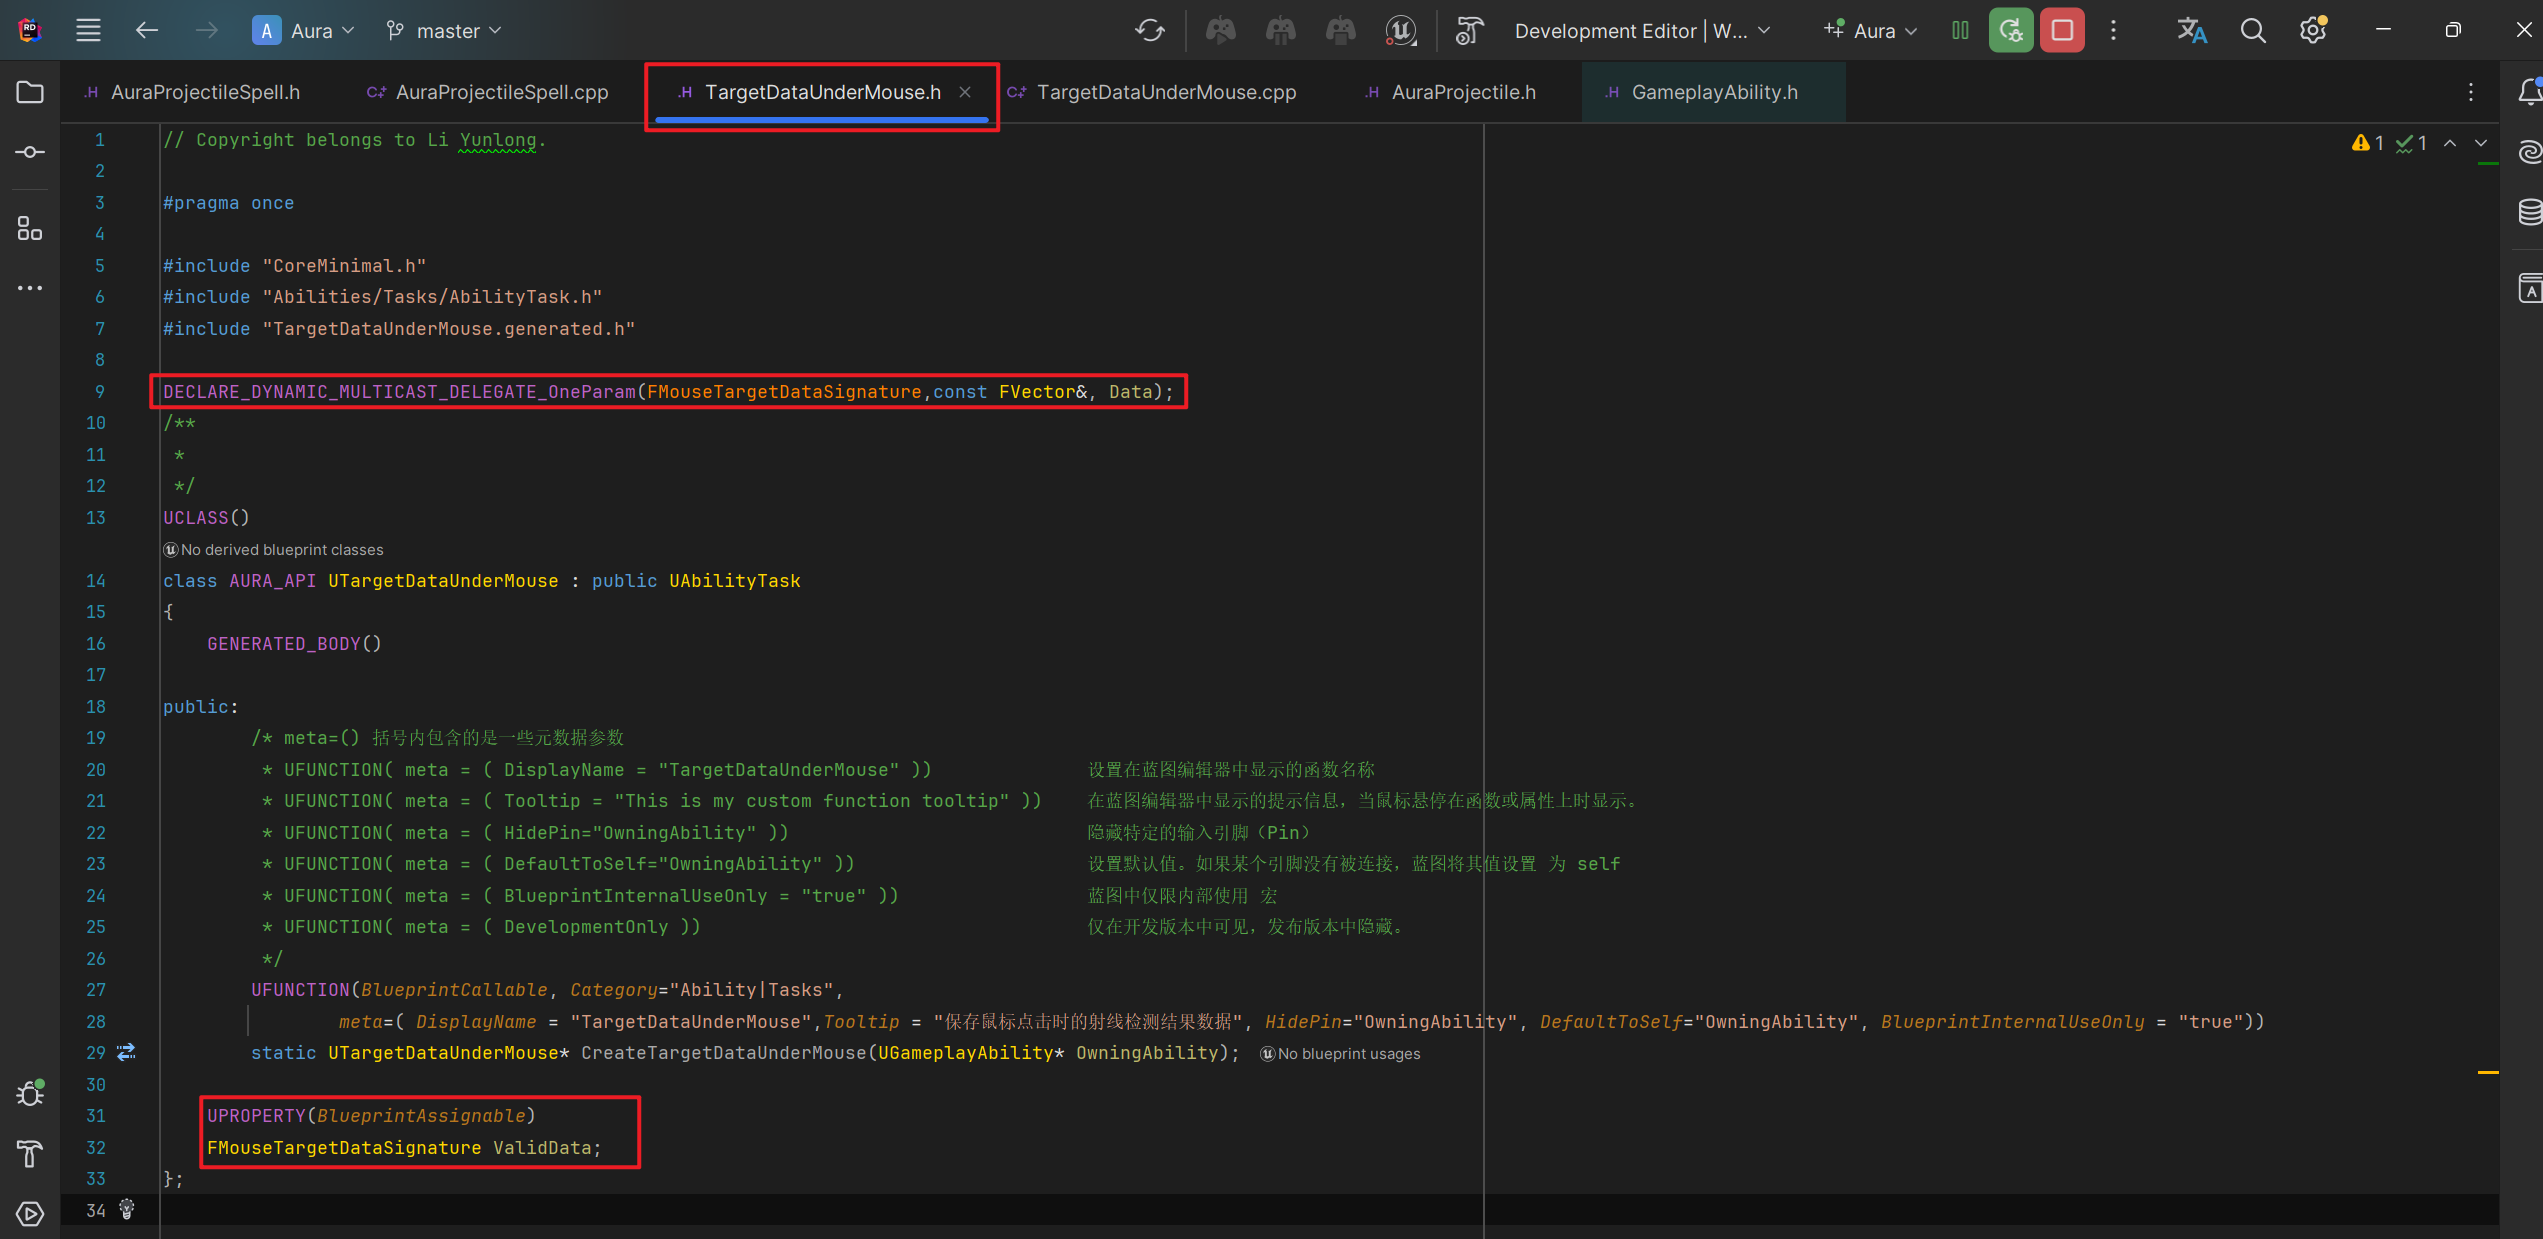 RD A Aura master Development Editor | W... Aura
AuraProjectileSpell.h AuraProjectileSpell.cpp TargetDataUnderMouse.h TargetDataUnderMouse.cpp AuraProjectile.h GameplayAbility.h
1 // Copyright belongs to Li Yunlong. 1 1
2
3 #pragma once
4
5 #include "CoreMinimal.h"
6 #include "Abilities/Tasks/AbilityTask.h"
7 #include "TargetDataUnderMouse.generated.h"
8
9 DECLARE_DYNAMIC_MULTICAST_DELEGATE_OneParam(FMouseTargetDataSignature,const FVector&, Data);
10 /**
11 *
12 */
13 UCLASS()
No derived blueprint classes
14 class AURA_API UTargetDataUnderMouse : public UAbilityTask
15 {
16 GENERATED_BODY()
17
18 public:
19 /* meta=() 括号内包含的是一些元数据参数
20 * UFUNCTION( meta = ( DisplayName = "TargetDataUnderMouse" )) 设置在蓝图编辑器中显示的函数名称
21 * UFUNCTION( meta = ( Tooltip = "This is my custom function tooltip" )) 在蓝图编辑器中显示的提示信息，当鼠标悬停在函数或属性上时显示。
22 * UFUNCTION( meta = ( HidePin="OwningAbility" )) 隐藏特定的输入引脚（Pin）
23 * UFUNCTION( meta = ( DefaultToSelf="OwningAbility" )) 设置默认值。如果某个引脚没有被连接，蓝图将其值设置 为 self
24 * UFUNCTION( meta = ( BlueprintInternalUseOnly = "true" )) 蓝图中仅限内部使用 宏
25 * UFUNCTION( meta = ( DevelopmentOnly )) 仅在开发版本中可见，发布版本中隐藏。
26 */
27 UFUNCTION(BlueprintCallable, Category="Ability|Tasks",
28 meta=( DisplayName = "TargetDataUnderMouse",Tooltip = "保存鼠标点击时的射线检测结果数据", HidePin="OwningAbility", DefaultToSelf="OwningAbility", BlueprintInternalUseOnly = "true"))
29 static UTargetDataUnderMouse* CreateTargetDataUnderMouse(UGameplayAbility* OwningAbility); No blueprint usages
30
31 UPROPERTY(BlueprintAssignable)
32 FMouseTargetDataSignature ValidData;
33 };
34